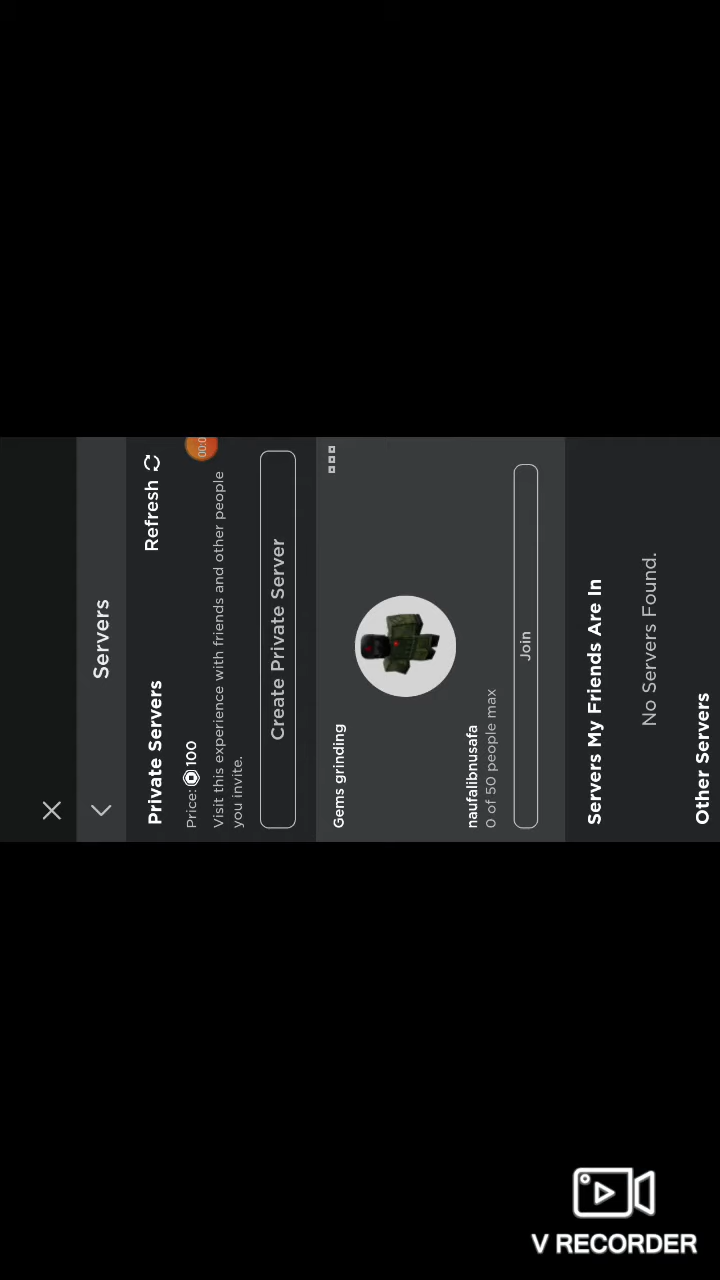 Servers
Private Servers
Refresh
Price: 100
Visit this experience with friends and other people
you invite.
Create Private Server
Gems grinding
naufalibnusafa
0 of 50 people max
Join
Servers My Friends Are In
No Servers Found.
Other Servers
V RECORDER